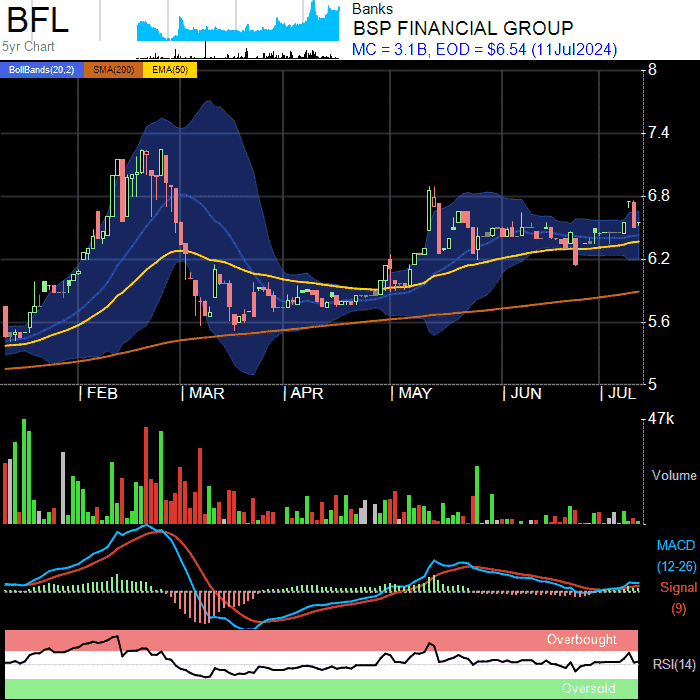 BFL
5yr Chart
Banks
BSP FINANCIAL GROUP
MC = 3.1B, EOD = $6.54 (11Jul2024)
BollBands(20,2) SMA(200) EMA(50)
8
7.4
6.8
6.2
5.6
5
| FEB | MAR | APR | MAY | JUN | JUL
47k
Volume
MACD
(12-26)
Signal
(9)
Overbought
RSI(14)
Oversold